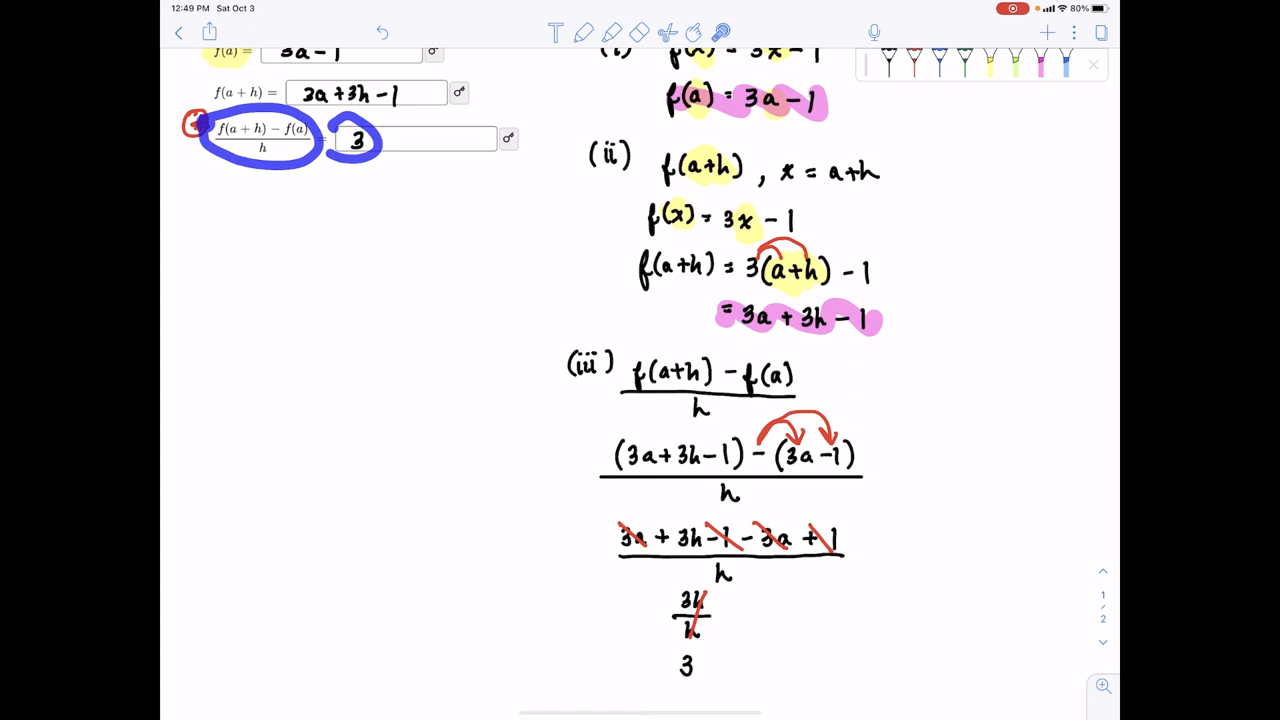 12:49 PM Sat Oct 3
80%
f(a) = 3a - 1
f(a + h) = 3a + 3h - 1
f(a + h) - f(a)
h
= 3
(i) f(x) = 3x - 1
f(a) = 3a - 1
(ii) f(a+h) , x = a+h
f(x) = 3x - 1
f(a+h) = 3(a+h) - 1
= 3a + 3h - 1
(iii) f(a+h) - f(a)
h
(3a+3h-1) - (3a-1)
h
3a + 3h - 1 - 3a + 1
h
3h
h
3
1
/
2